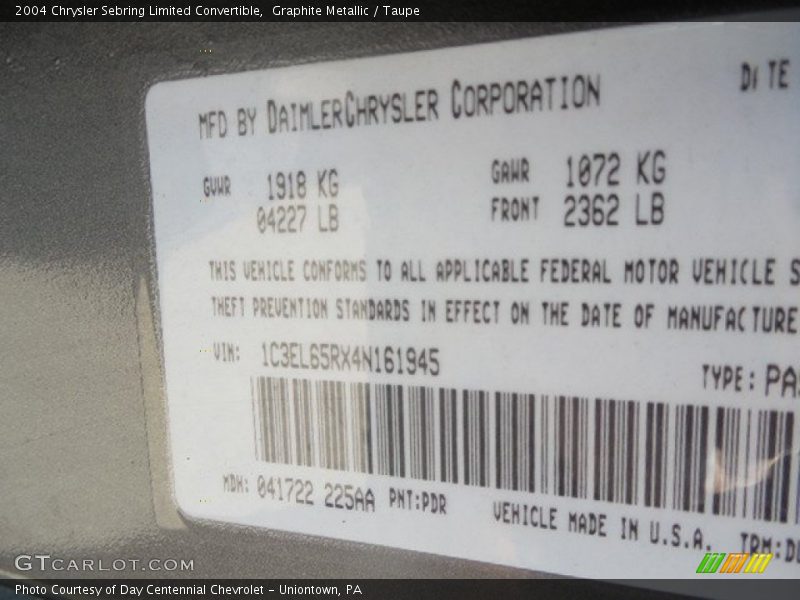 2004 Chrysler Sebring Limited Convertible, Graphite Metallic / Taupe
MFD BY DAIMLERCHRYSLER CORPORATION
GVWR 1918 KG GAWR 1072 KG
04227 LB FRONT 2362 LB
THIS VEHICLE CONFORMS TO ALL APPLICABLE FEDERAL MOTOR VEHICLE S
THEFT PREVENTION STANDARDS IN EFFECT ON THE DATE OF MANUFACTURE
VIN: 1C3EL65RX4N161945 TYPE: PAS
MDH: 041722 225AA PNT:PDR VEHICLE MADE IN U.S.A. TRM:DL
GTCARLOT.COM
Photo Courtesy of Day Centennial Chevrolet – Uniontown, PA